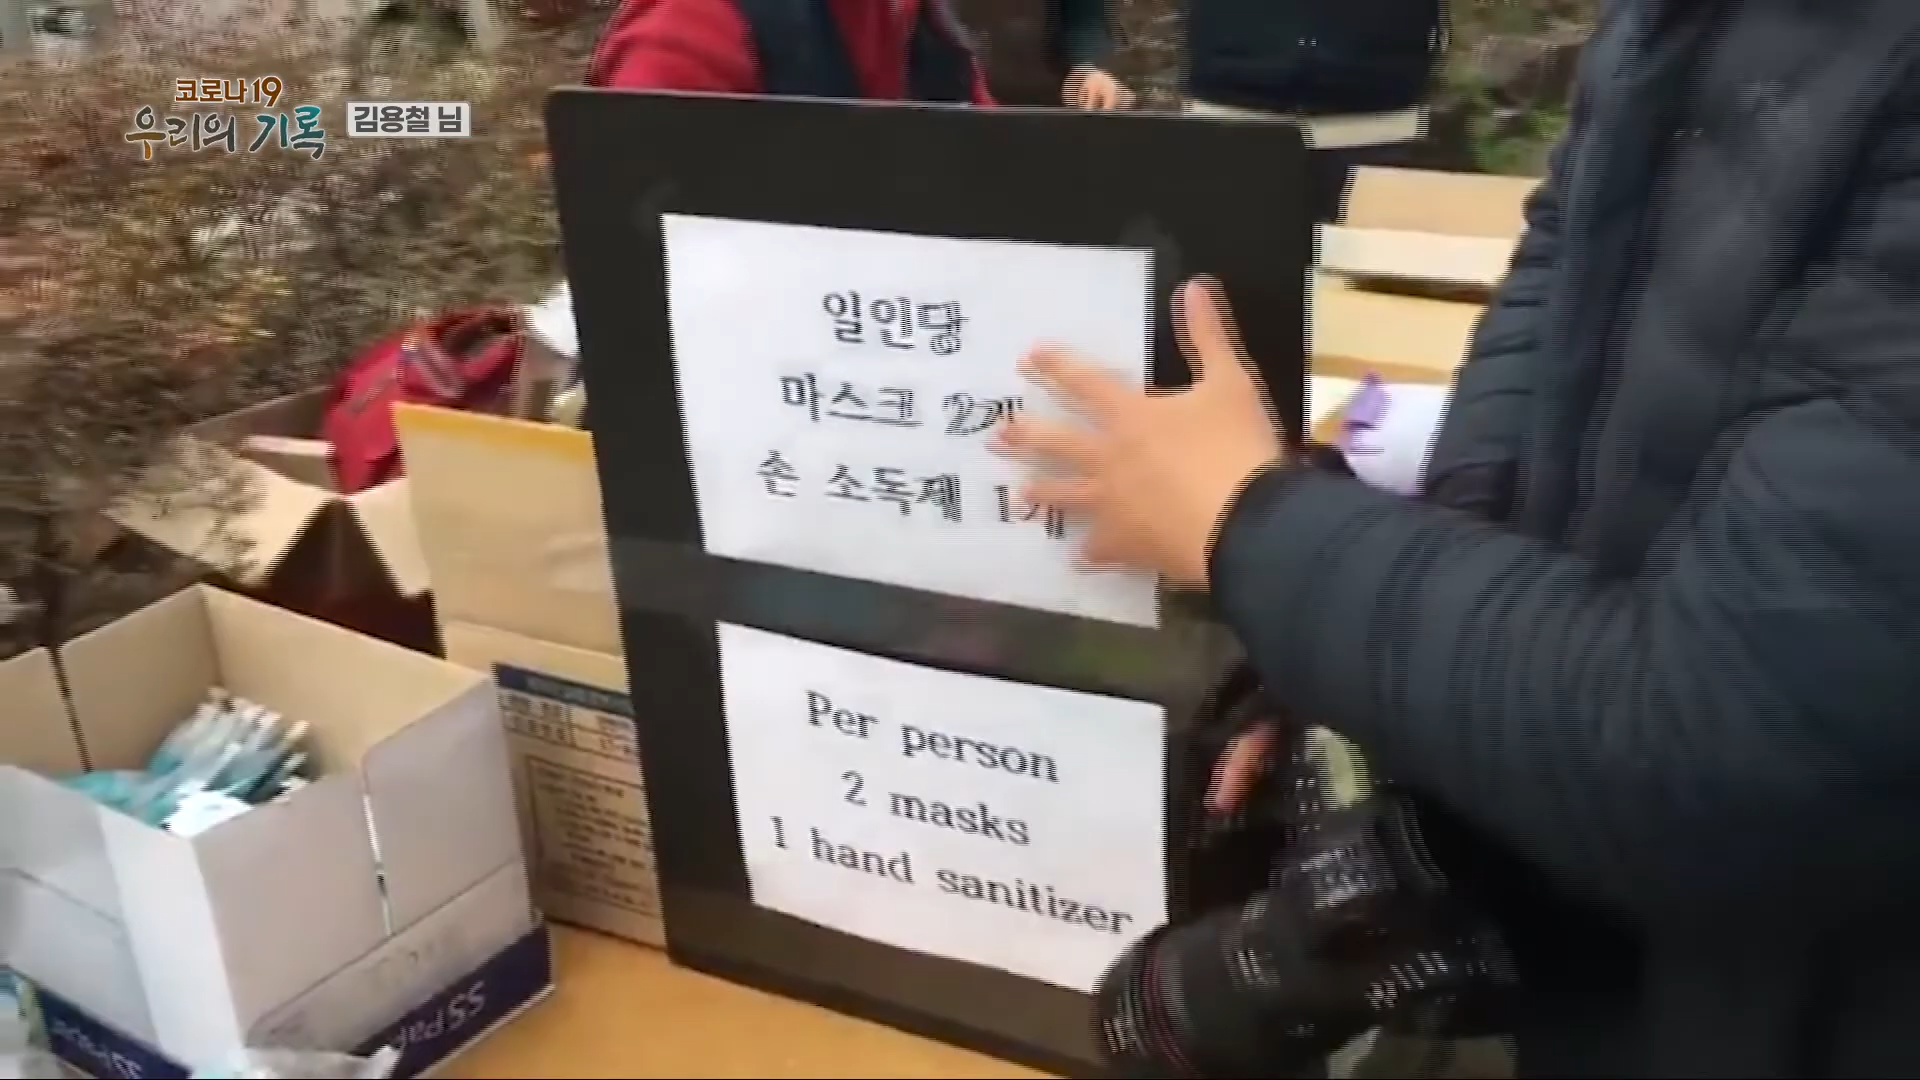 코로나19
우리의 기록
김용철 님
일인당
마스크 2개
손 소독제 1개
Per person
2 masks
1 hand sanitizer